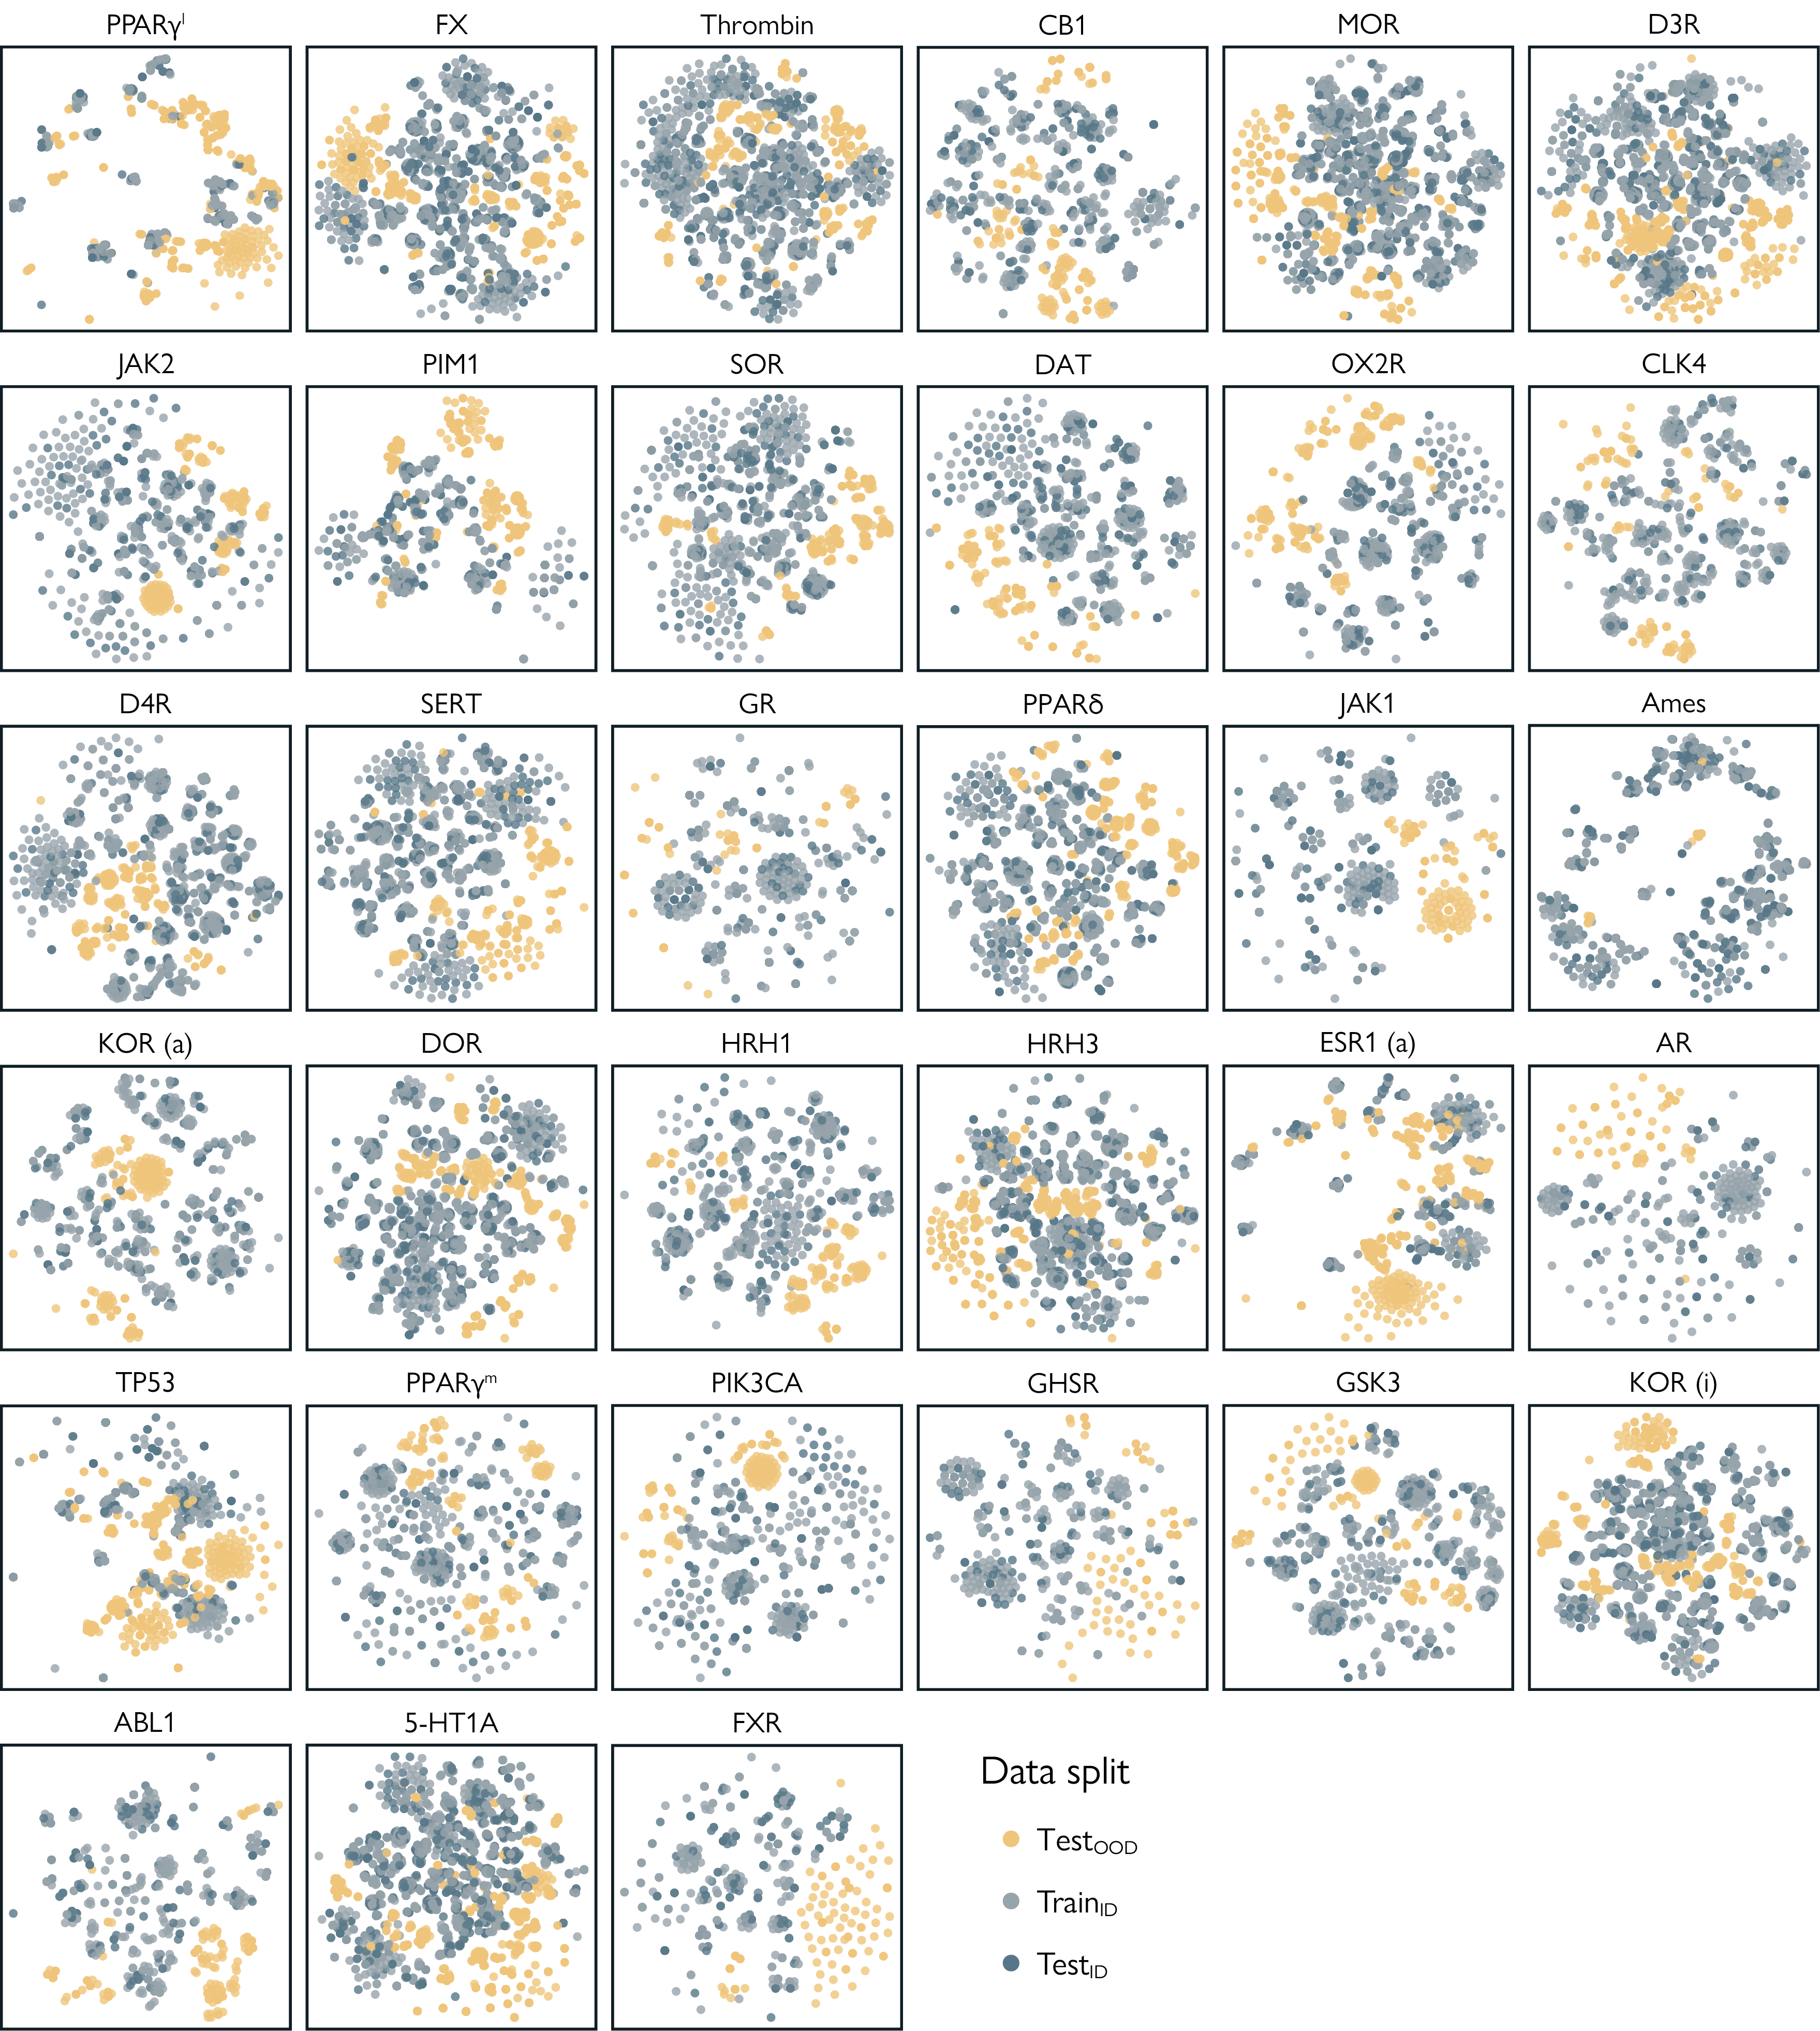 PPARγˡ FX Thrombin CB1 MOR D3R
JAK2 PIM1 SOR DAT OX2R CLK4
D4R SERT GR PPARδ JAK1 Ames
KOR (a) DOR HRH1 HRH3 ESR1 (a) AR
TP53 PPARγᵐ PIK3CA GHSR GSK3 KOR (i)
ABL1 5-HT1A FXR
Data split
TestOOD
TrainID
TestID